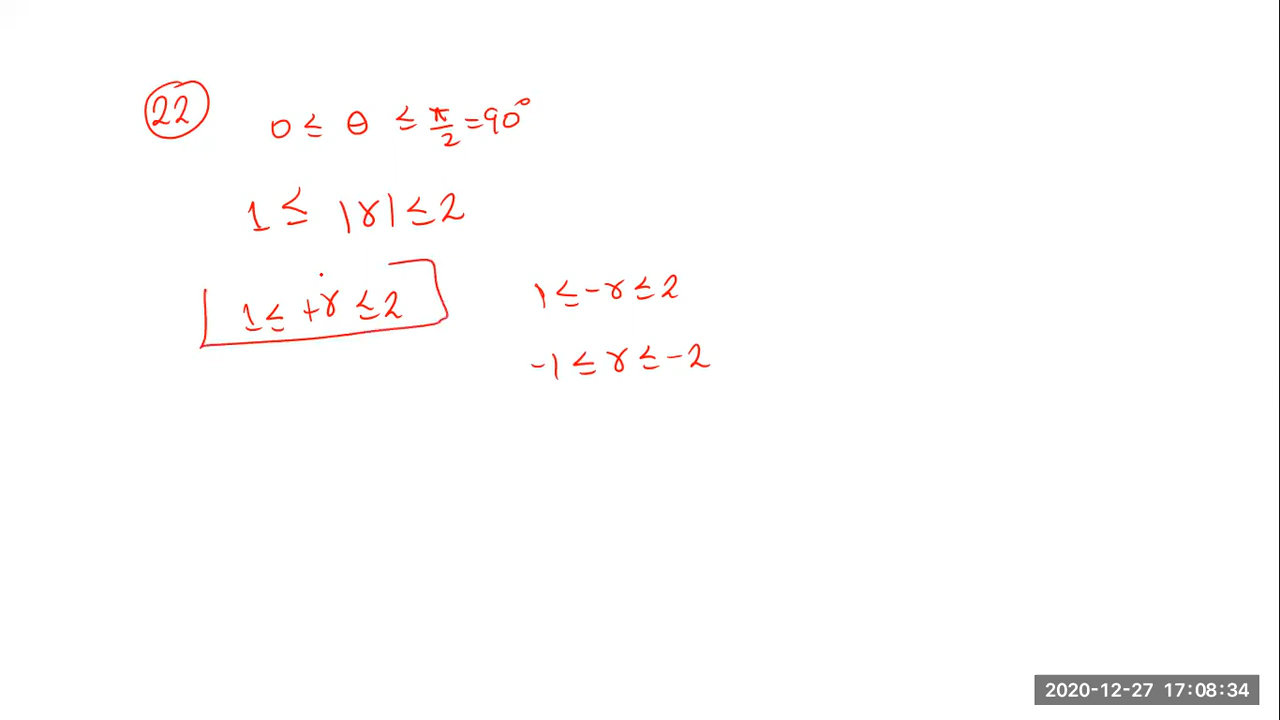 22
0 ≤ θ ≤ π/2 = 90°
1 ≤ |r| ≤ 2
1 ≤ +r ≤ 2
1 ≤ -r ≤ 2
-1 ≤ r ≤ -2
2020-12-27 17:08:34